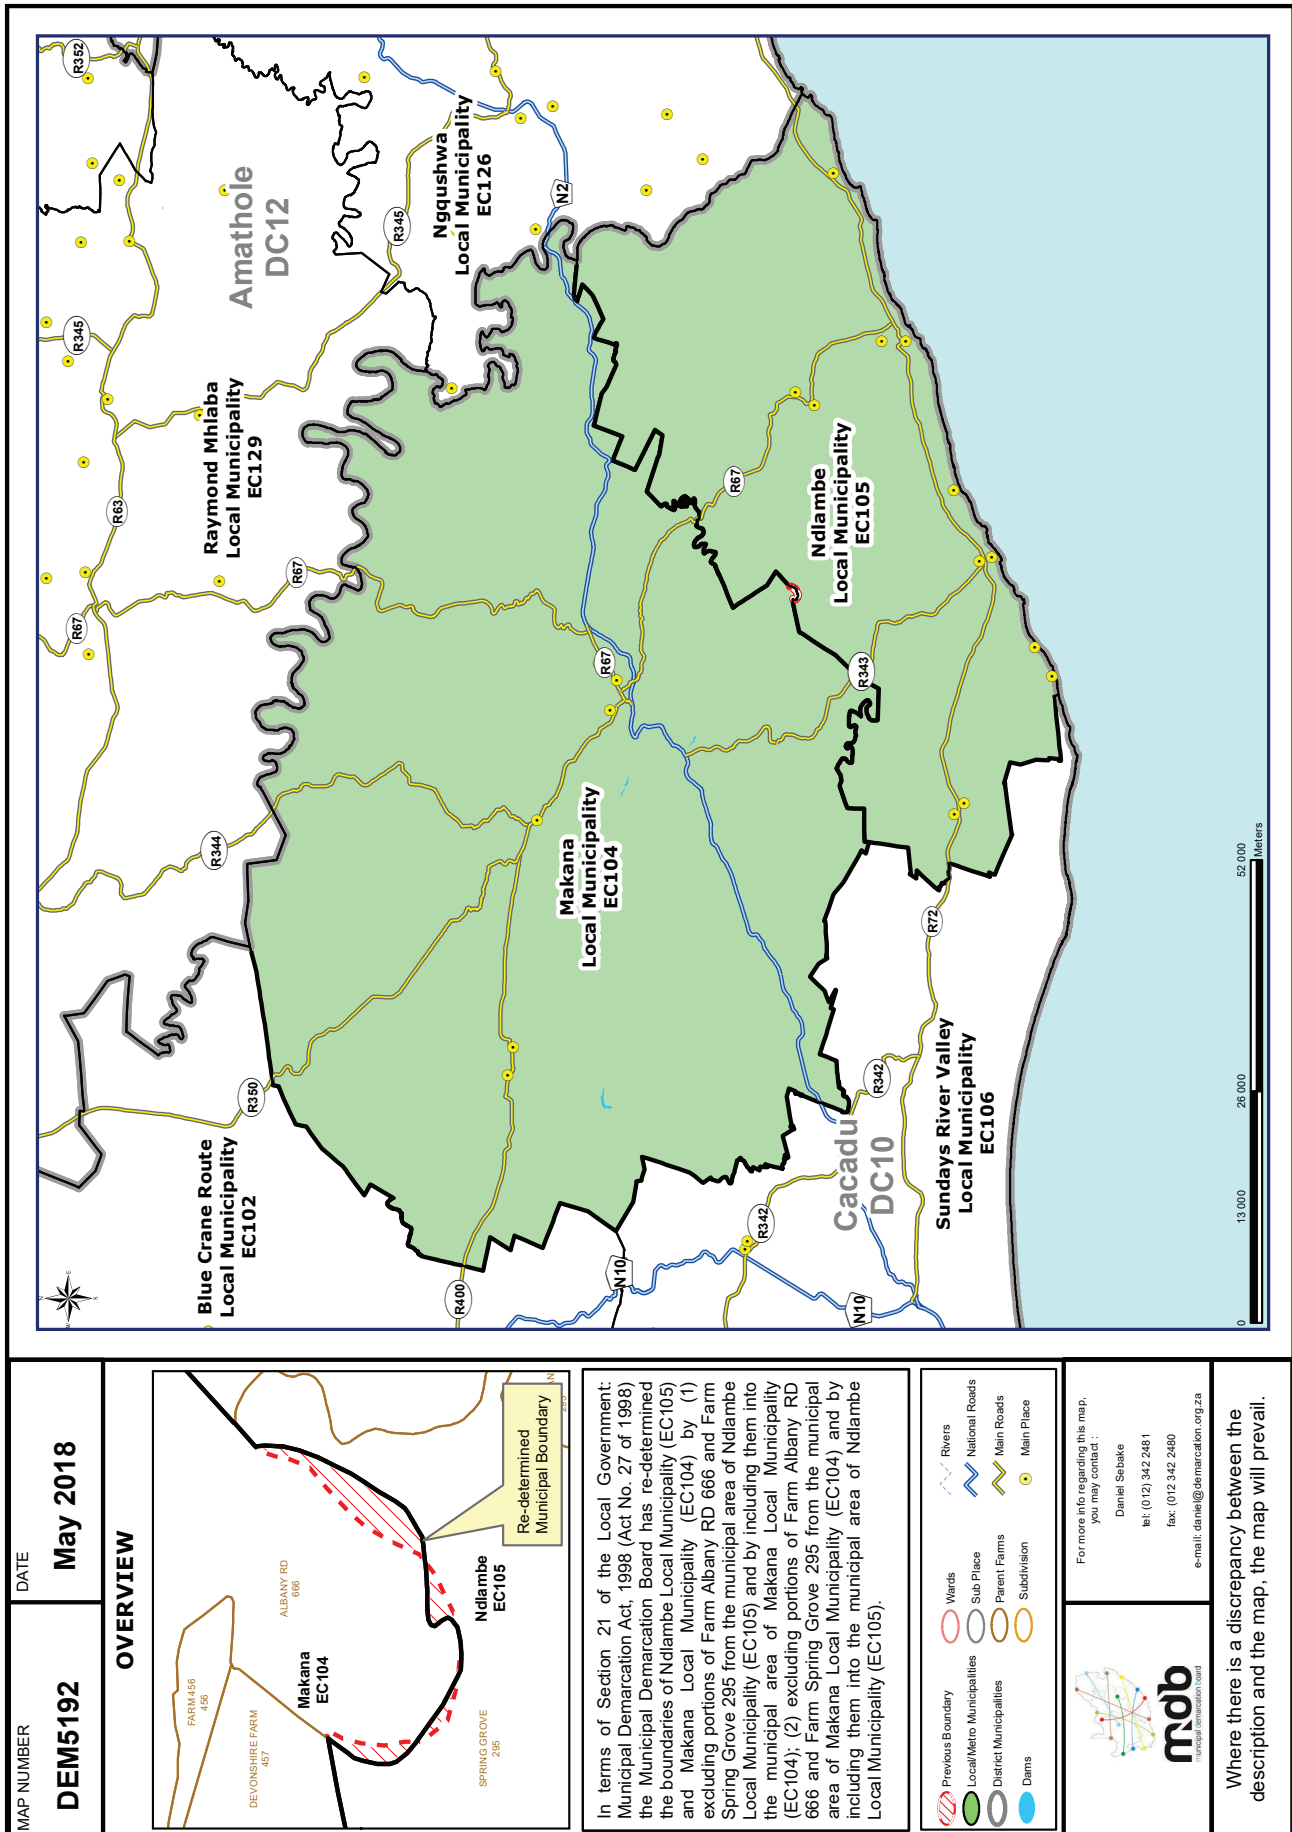 MAP NUMBER
DEM5192
DATE
May 2018
OVERVIEW
FARM 456
456
DEVONSHIRE FARM
457
ALBANY RD
666
SPRING GROVE
295
Makana
EC104
Ndlambe
EC105
Re-determined
Municipal Boundary
In terms of Section 21 of the Local Government:
Municipal Demarcation Act, 1998 (Act No. 27 of 1998)
the Municipal Demarcation Board has re-determined
the boundaries of Ndlambe Local Municipality (EC105)
and Makana Local Municipality (EC104) by (1)
excluding portions of Farm Albany RD 666 and Farm
Spring Grove 295 from the municipal area of Ndlambe
Local Municipality (EC105) and by including them into
the municipal area of Makana Local Municipality
(EC104); (2) excluding portions of Farm Albany RD
666 and Farm Spring Grove 295 from the municipal
area of Makana Local Municipality (EC104) and by
including them into the municipal area of Ndlambe
Local Municipality (EC105).
Previous Boundary
Local/Metro Municipalities
District Municipalities
Dams
Wards
Sub Place
Parent Farms
Subdivision
Rivers
National Roads
Main Roads
Main Place
mdb
municipal demarcation board
For more info regarding this map,
you may contact :
Daniel Sebake
tel: (012) 342 2481
fax: (012 342 2480
e-mail: daniel@demarcation.org.za
Where there is a discrepancy between the
description and the map, the map will prevail.
N
E
S
W
Blue Crane Route
Local Municipality
EC102
Raymond Mhlaba
Local Municipality
EC129
Amathole
DC12
Ngqushwa
Local Municipality
EC126
Makana
Local Municipality
EC104
Ndlambe
Local Municipality
EC105
Cacadu
DC10
Sundays River Valley
Local Municipality
EC106
R350
R344
R67
R63
R345
R352
R67
R345
N2
R400
R67
R67
N10
R342
N10
R342
R72
R343
0
13 000
26 000
52 000
Meters